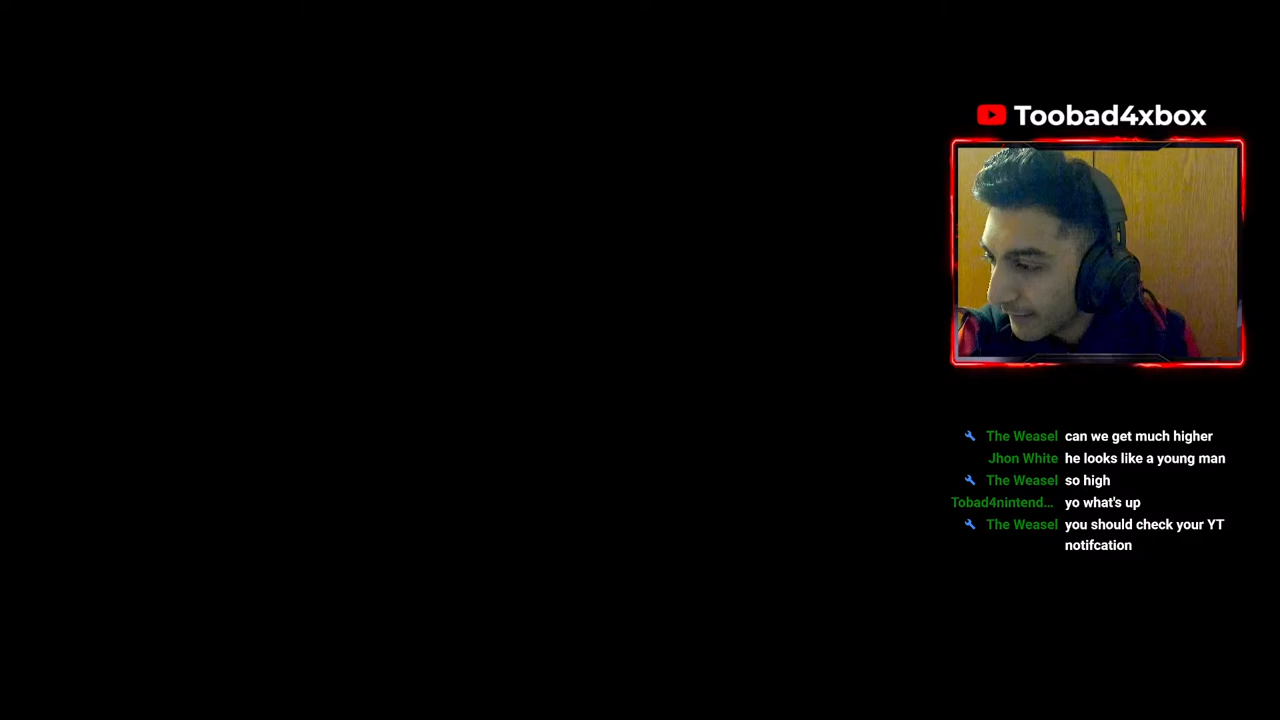 Toobad4xbox
The Weasel can we get much higher
Jhon White he looks like a young man
The Weasel so high
Tobad4nintend... yo what's up
The Weasel you should check your YT
notifcation